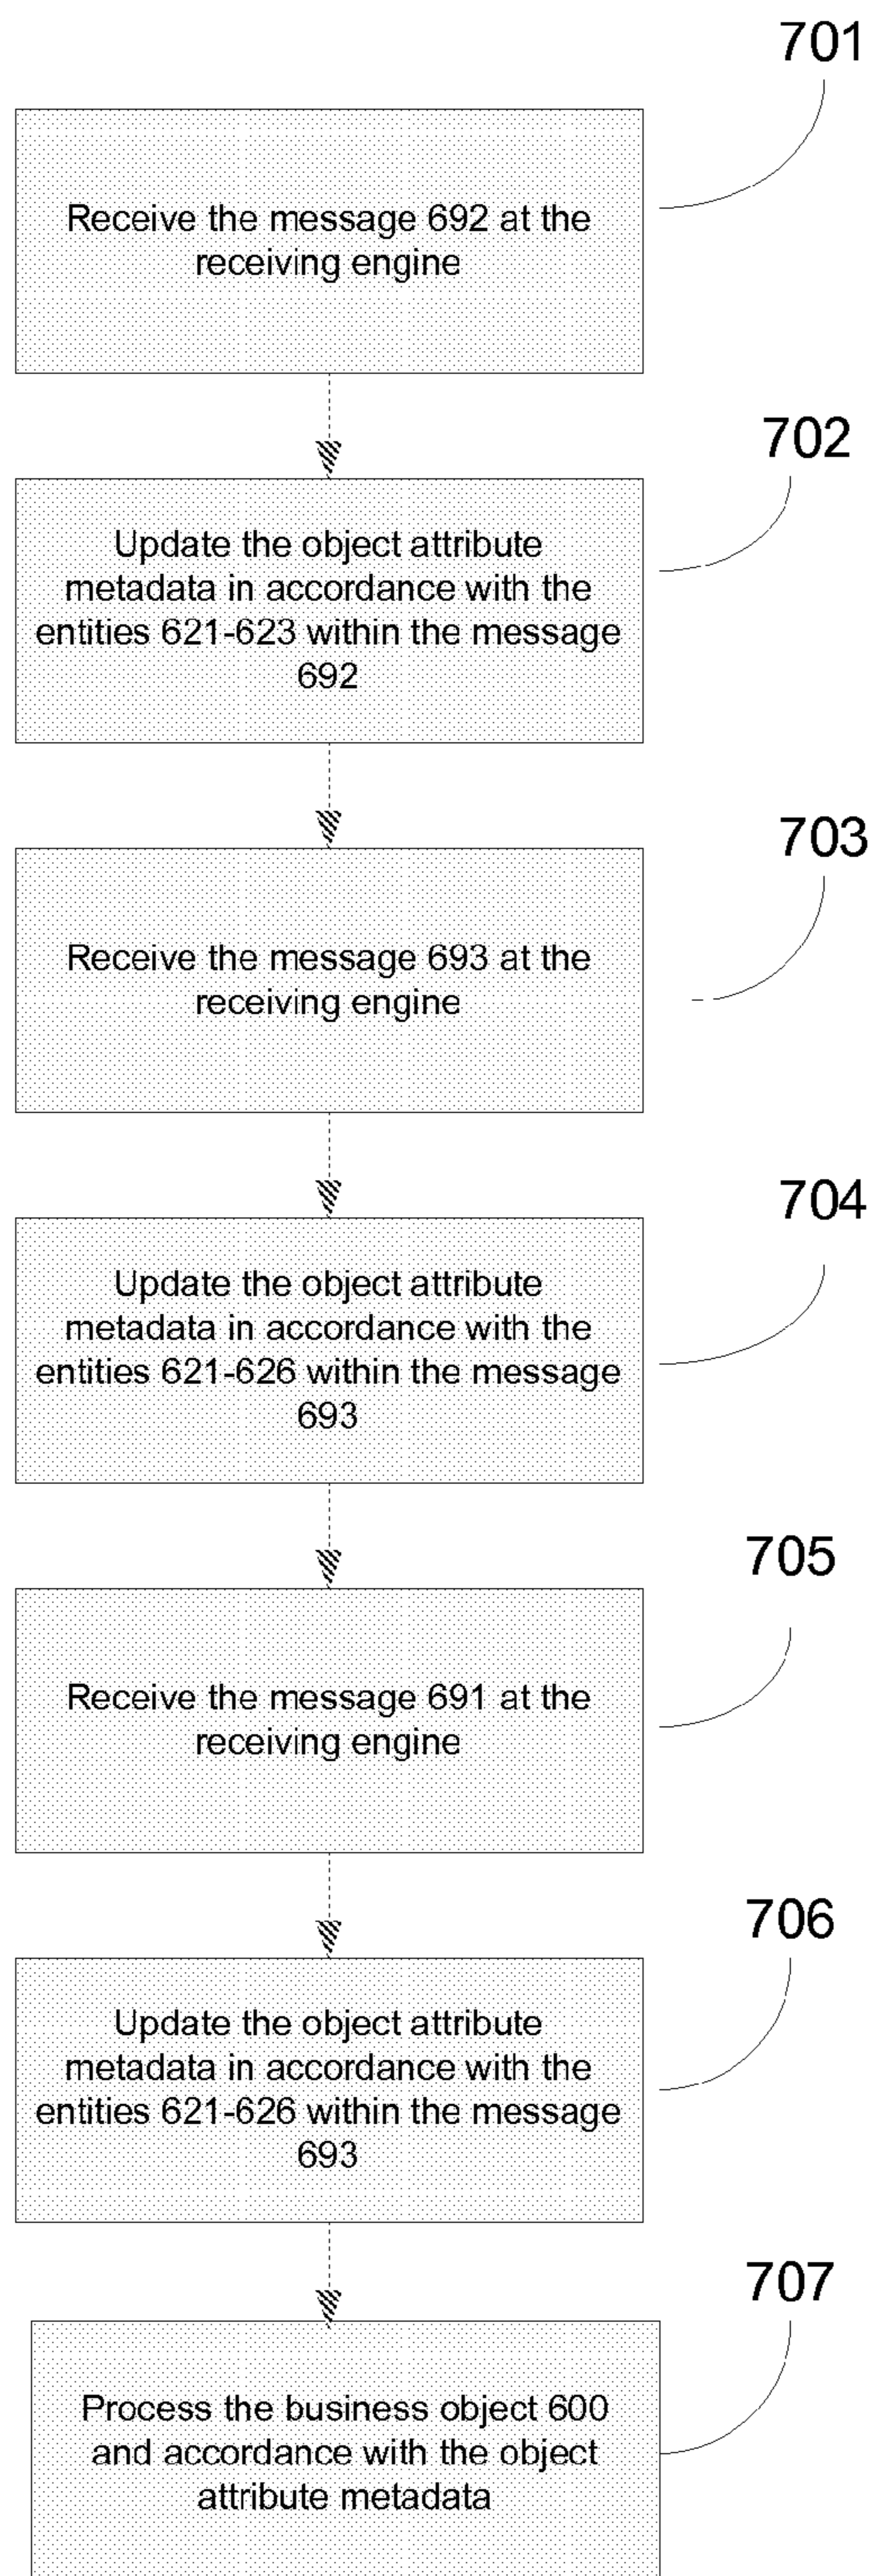 701
Receive the message 692 at the
receiving engine
702
Update the object attribute
metadata in accordance with the
entities 621-623 within the message
692
703
Receive the message 693 at the
receiving engine
704
Update the object attribute
metadata in accordance with the
entities 621-626 within the message
693
705
Receive the message 691 at the
receiving engine
706
Update the object attribute
metadata in accordance with the
entities 621-626 within the message
693
707
Process the business object 600
and accordance with the object
attribute metadata